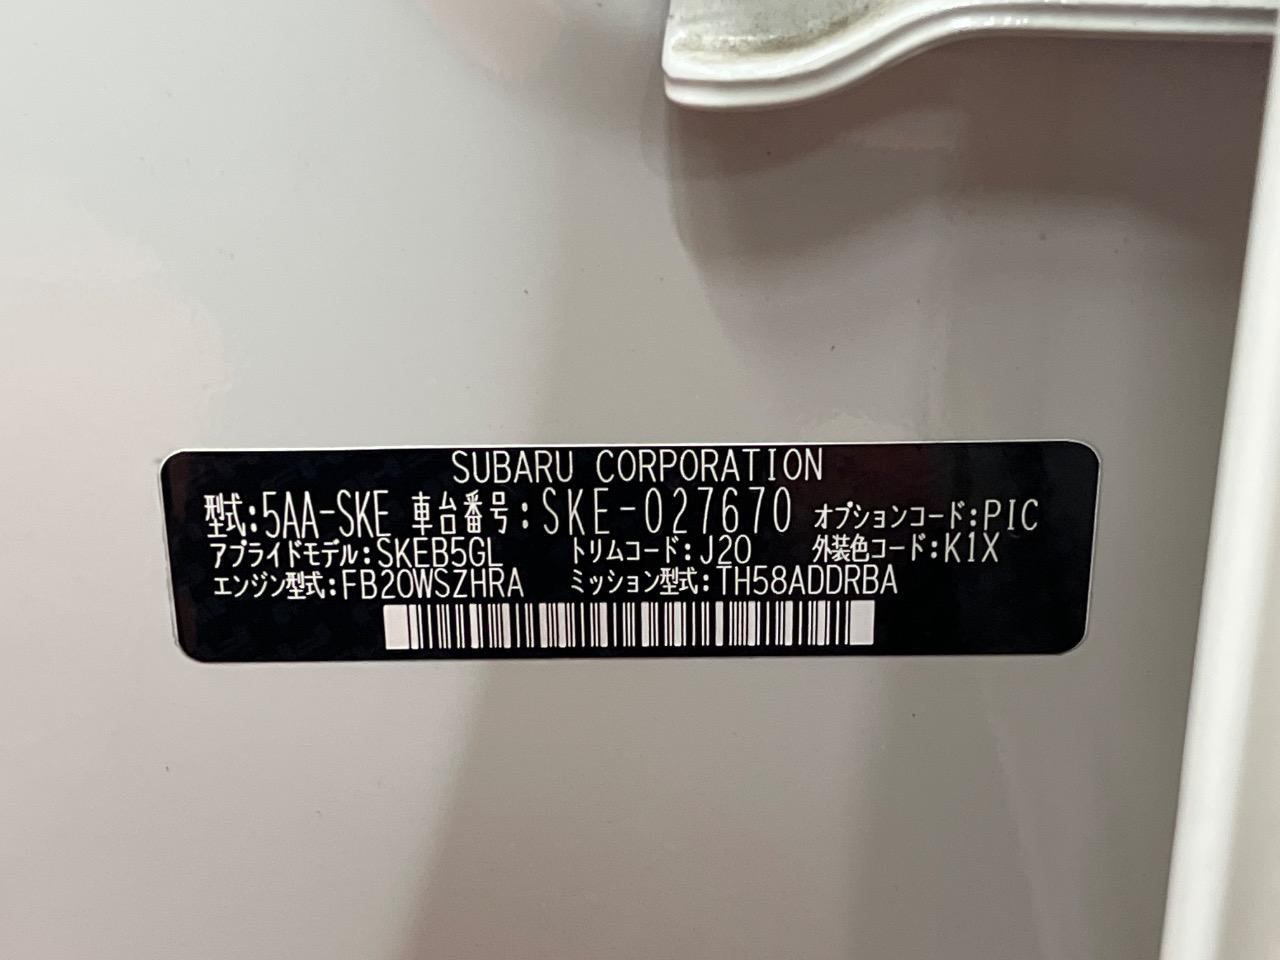 SUBARU CORPORATION
型式:5AA-SKE 車台番号:SKE-027670 オプションコード:PIC
アプライドモデル:SKEB5GL トリムコード:J20 外装色コード:K1X
エンジン型式:FB20WSZHRA ミッション型式:TH58ADDRBA